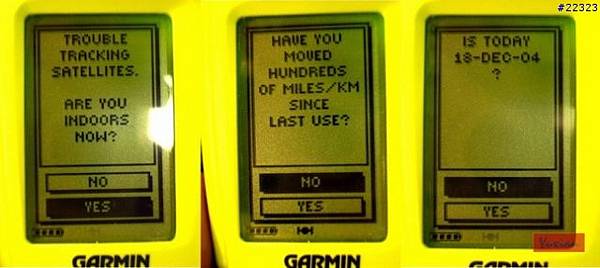 #22323
TROUBLE
TRACKING
SATELLITES.
ARE YOU
INDOORS
NOW?
NO
YES
GARMIN
HAVE YOU
MOVED
HUNDREDS
OF MILES/KM
SINCE
LAST USE?
NO
YES
GARMIN
IS TODAY
18-DEC-04
?
NO
YES
GARMIN